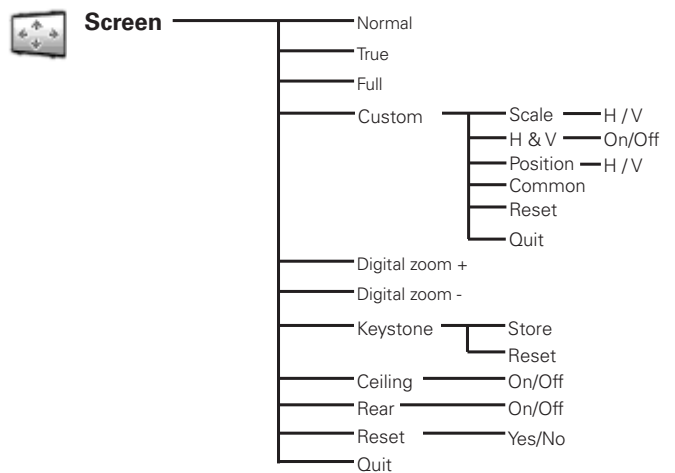 Screen Normal
True
Full
Custom Scale H / V
H & V On/Off
Position H / V
Common
Reset
Quit
Digital zoom +
Digital zoom -
Keystone Store
Reset
Ceiling On/Off
Rear On/Off
Reset Yes/No
Quit